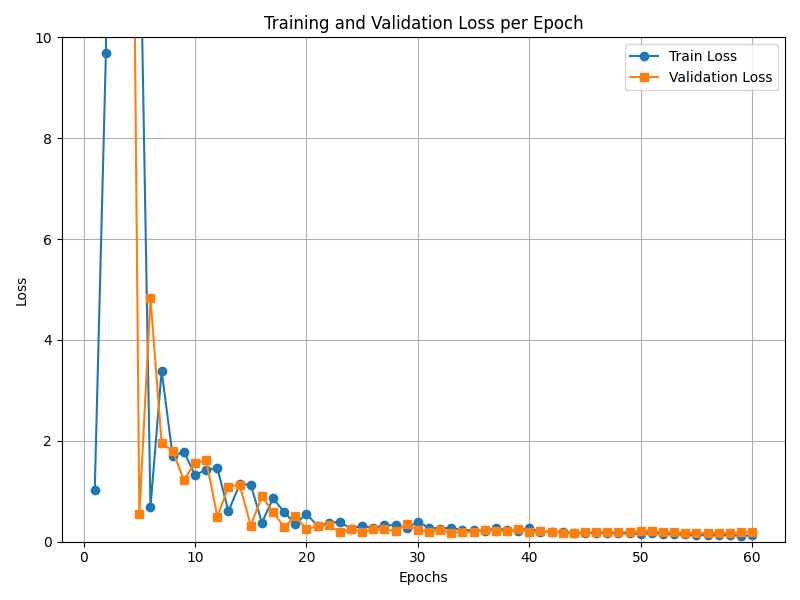 Training and Validation Loss per Epoch
Train Loss
Validation Loss
Loss
10
8
6
4
2
0
0 10 20 30 40 50 60
Epochs